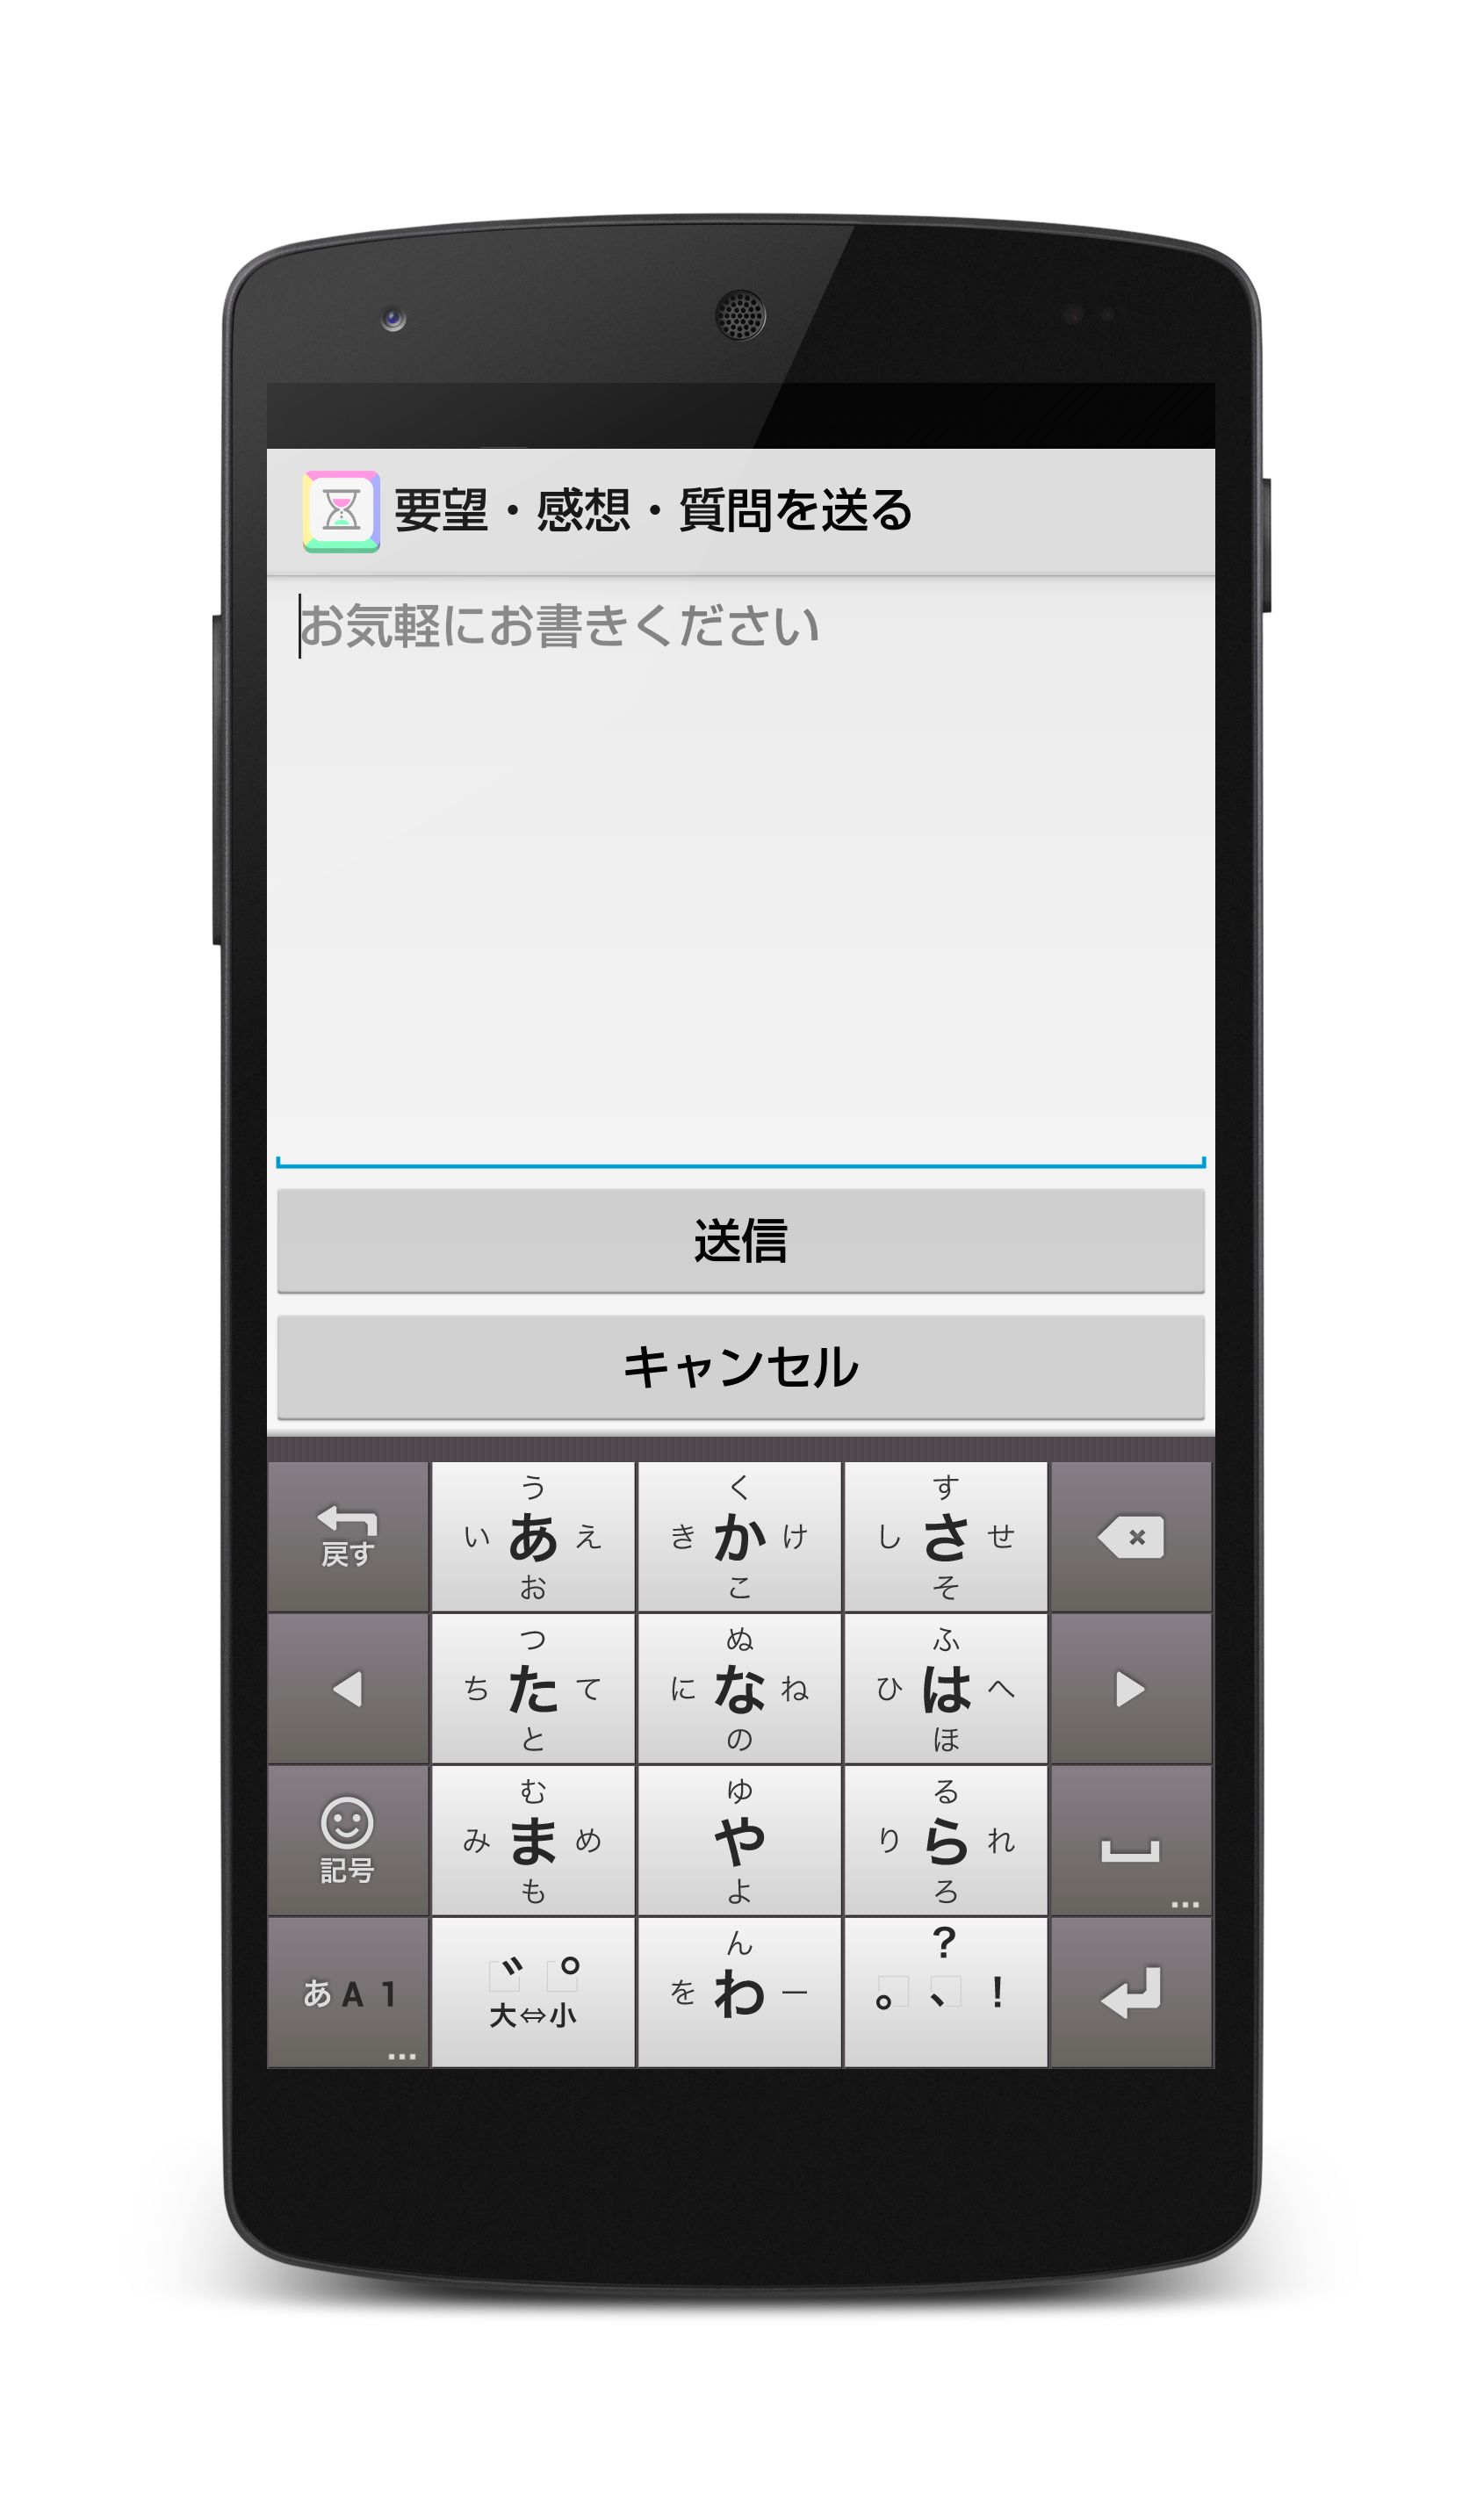 要望・感想・質問を送る
お気軽にお書きください
送信
キャンセル
う く す
戻す い あ え き か け し さ せ
お こ そ
つ ぬ ふ
ち た て に な ね ひ は へ
と の ほ
む ゆ る
み ま め や り ら れ
記号 も よ ろ
ん ?
あA1 ゛ ゜ を わ ー 。 、 !
大⇔小